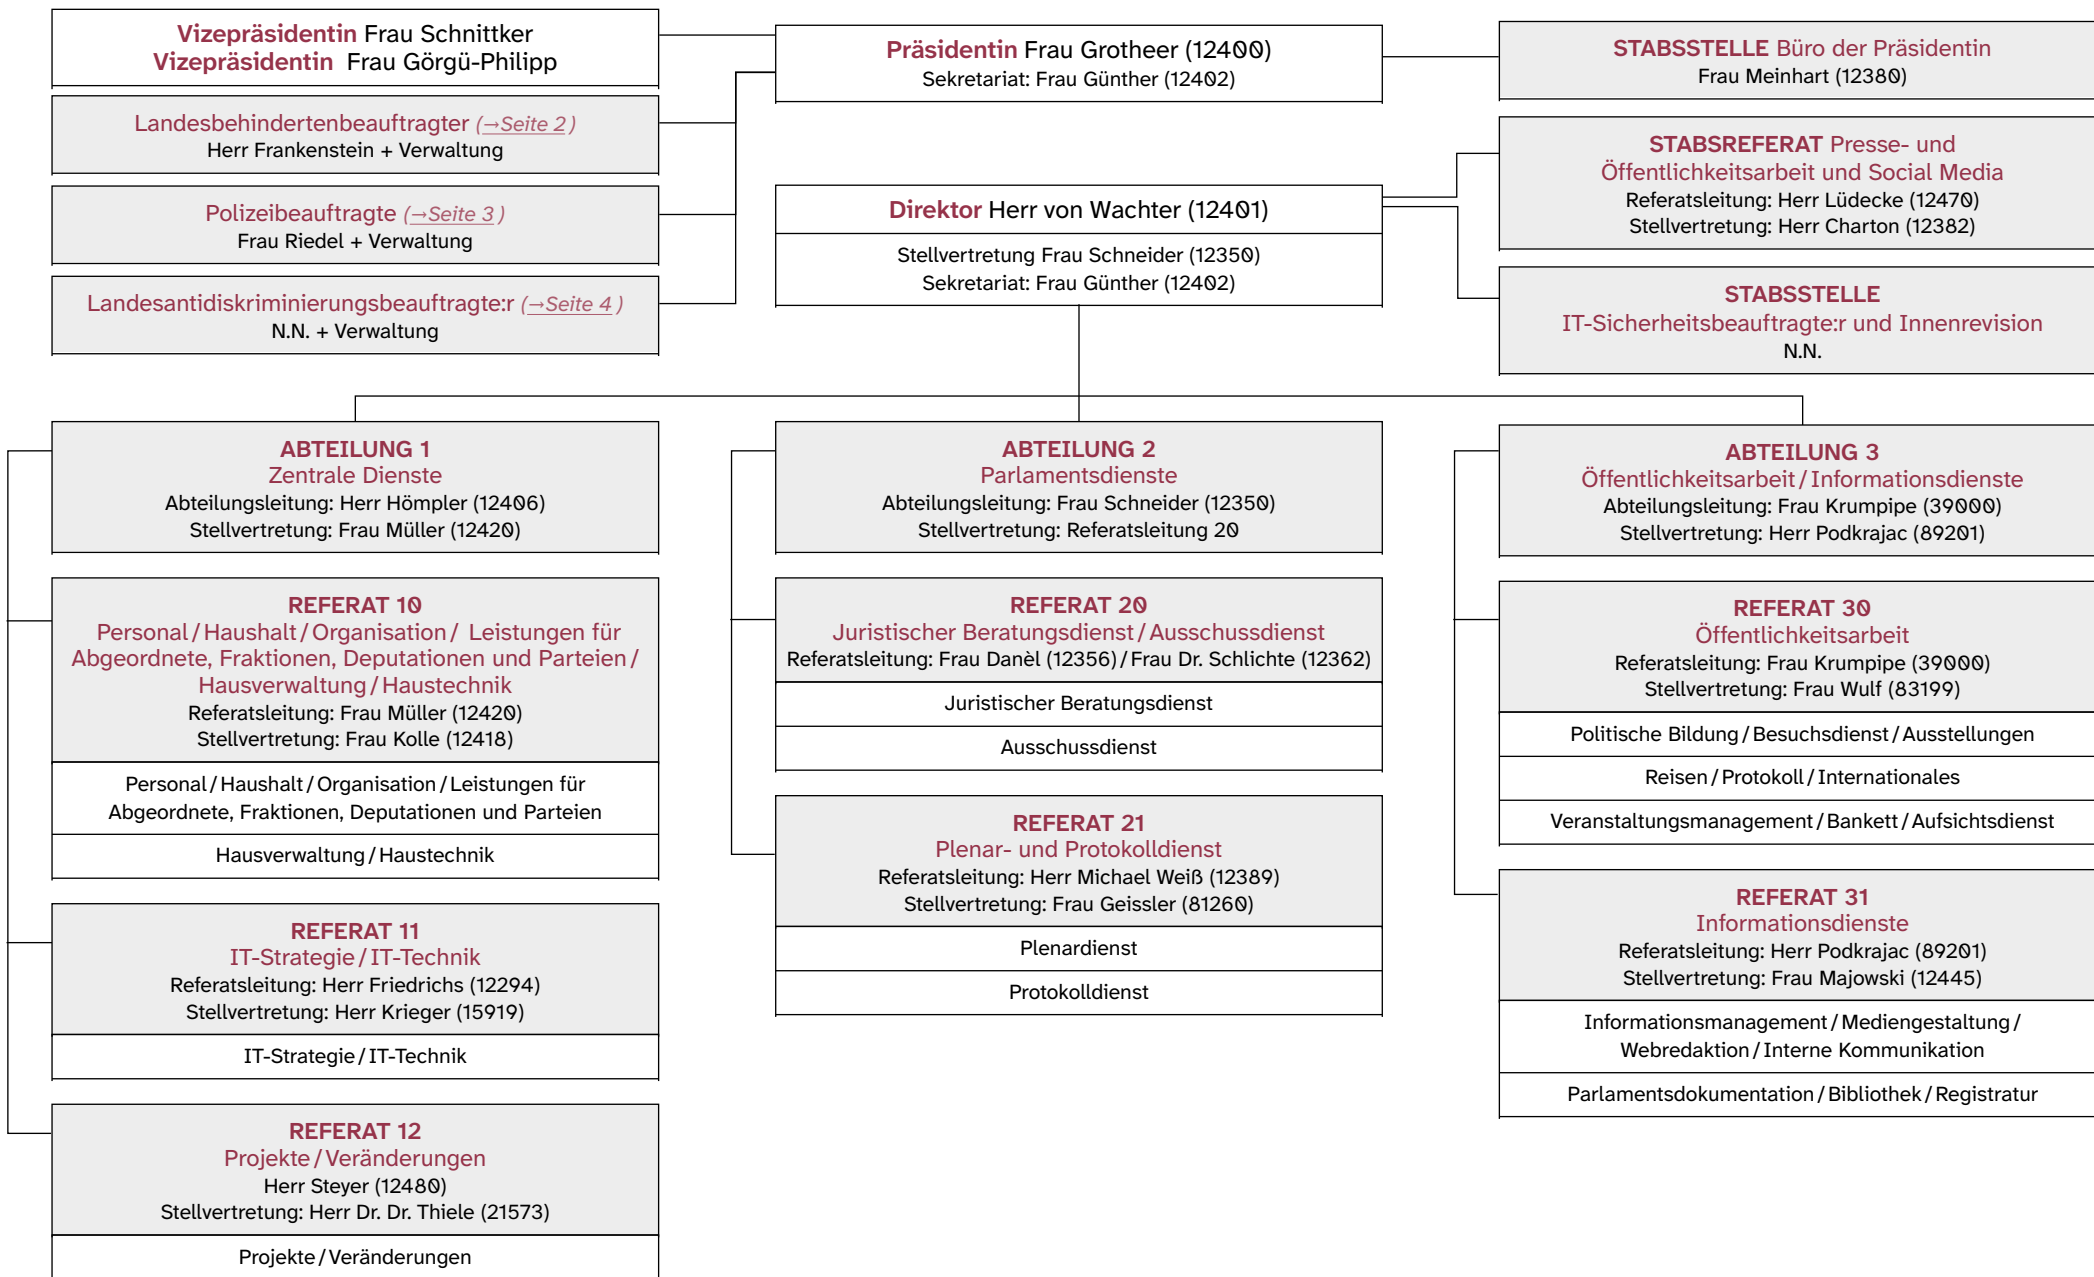 Vizepräsidentin Frau Schnittker
Vizepräsidentin Frau Görgü-Philipp
Landesbehindertenbeauftragter (→Seite 2)
Herr Frankenstein + Verwaltung
Polizeibeauftragte (→Seite 3)
Frau Riedel + Verwaltung
Landesantidiskriminierungsbeauftragte:r (→Seite 4)
N.N. + Verwaltung
Präsidentin Frau Grotheer (12400)
Sekretariat: Frau Günther (12402)
Direktor Herr von Wachter (12401)
Stellvertretung Frau Schneider (12350)
Sekretariat: Frau Günther (12402)
STABSSTELLE Büro der Präsidentin
Frau Meinhart (12380)
STABSREFERAT Presse- und
Öffentlichkeitsarbeit und Social Media
Referatsleitung: Herr Lüdecke (12470)
Stellvertretung: Herr Charton (12382)
STABSSTELLE
IT-Sicherheitsbeauftragte:r und Innenrevision
N.N.
ABTEILUNG 1
Zentrale Dienste
Abteilungsleitung: Herr Hömpler (12406)
Stellvertretung: Frau Müller (12420)
REFERAT 10
Personal/Haushalt/Organisation/ Leistungen für
Abgeordnete, Fraktionen, Deputationen und Parteien/
Hausverwaltung/Haustechnik
Referatsleitung: Frau Müller (12420)
Stellvertretung: Frau Kolle (12418)
Personal/Haushalt/Organisation/Leistungen für
Abgeordnete, Fraktionen, Deputationen und Parteien
Hausverwaltung/Haustechnik
REFERAT 11
IT-Strategie/IT-Technik
Referatsleitung: Herr Friedrichs (12294)
Stellvertretung: Herr Krieger (15919)
IT-Strategie/IT-Technik
REFERAT 12
Projekte/Veränderungen
Herr Steyer (12480)
Stellvertretung: Herr Dr. Dr. Thiele (21573)
Projekte/Veränderungen
ABTEILUNG 2
Parlamentsdienste
Abteilungsleitung: Frau Schneider (12350)
Stellvertretung: Referatsleitung 20
REFERAT 20
Juristischer Beratungsdienst/Ausschussdienst
Referatsleitung: Frau Danèl (12356)/Frau Dr. Schlichte (12362)
Juristischer Beratungsdienst
Ausschussdienst
REFERAT 21
Plenar- und Protokolldienst
Referatsleitung: Herr Michael Weiß (12389)
Stellvertretung: Frau Geissler (81260)
Plenardienst
Protokolldienst
ABTEILUNG 3
Öffentlichkeitsarbeit/Informationsdienste
Abteilungsleitung: Frau Krumpipe (39000)
Stellvertretung: Herr Podkrajac (89201)
REFERAT 30
Öffentlichkeitsarbeit
Referatsleitung: Frau Krumpipe (39000)
Stellvertretung: Frau Wulf (83199)
Politische Bildung/Besuchsdienst/Ausstellungen
Reisen/Protokoll/Internationales
Veranstaltungsmanagement/Bankett/Aufsichtsdienst
REFERAT 31
Informationsdienste
Referatsleitung: Herr Podkrajac (89201)
Stellvertretung: Frau Majowski (12445)
Informationsmanagement/Mediengestaltung/
Webredaktion/Interne Kommunikation
Parlamentsdokumentation/Bibliothek/Registratur